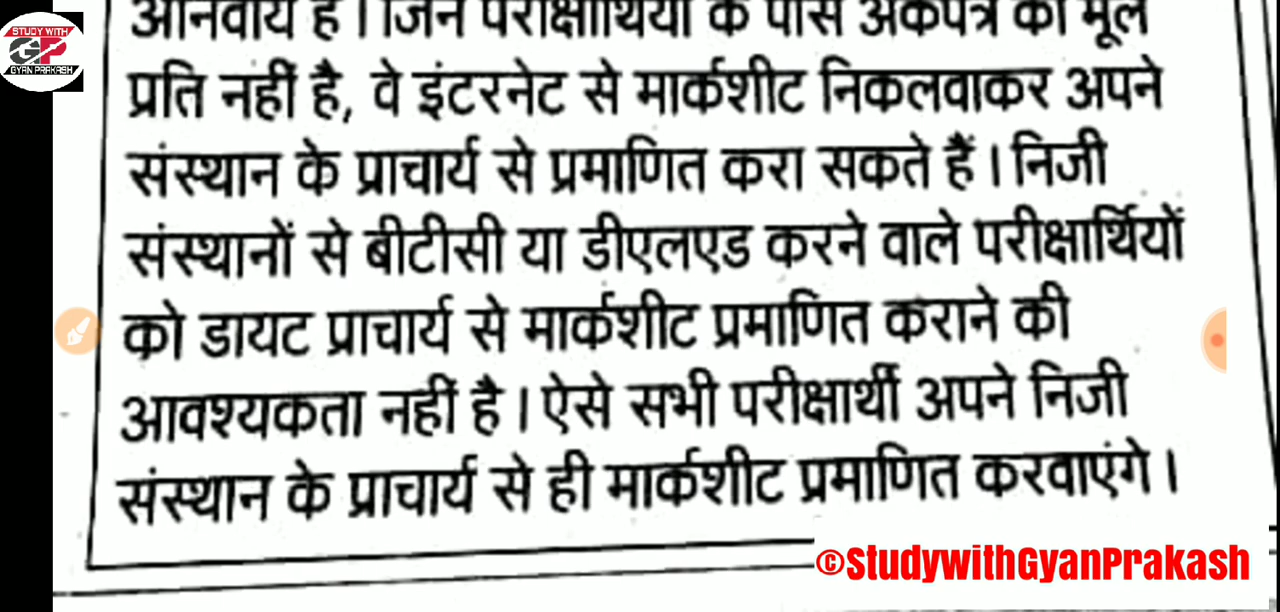 STUDY WITH
GP
GYAN PRAKASH
अनिवार्य है। जिन परीक्षार्थियों के पास अंकपत्र की मूल
प्रति नहीं है, वे इंटरनेट से मार्कशीट निकलवाकर अपने
संस्थान के प्राचार्य से प्रमाणित करा सकते हैं। निजी
संस्थानों से बीटीसी या डीएलएड करने वाले परीक्षार्थियों
को डायट प्राचार्य से मार्कशीट प्रमाणित कराने की
आवश्यकता नहीं है। ऐसे सभी परीक्षार्थी अपने निजी
संस्थान के प्राचार्य से ही मार्कशीट प्रमाणित करवाएंगे।
©StudywithGyanPrakash